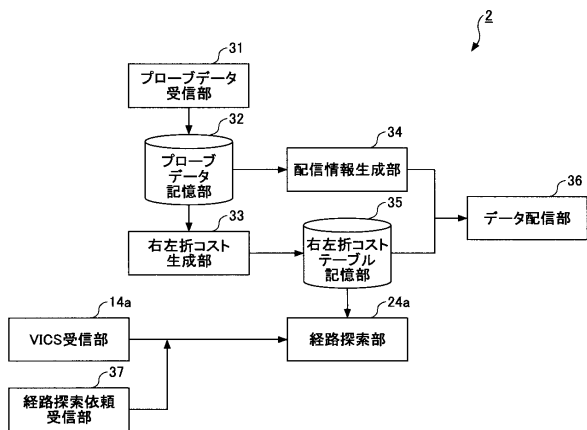 2
31
プローブデータ
受信部
32
プローブ
データ
記憶部
34
配信情報生成部
36
データ配信部
33
右左折コスト
生成部
35
右左折コスト
テーブル
記憶部
14a
VICS受信部
24a
経路探索部
37
経路探索依頼
受信部